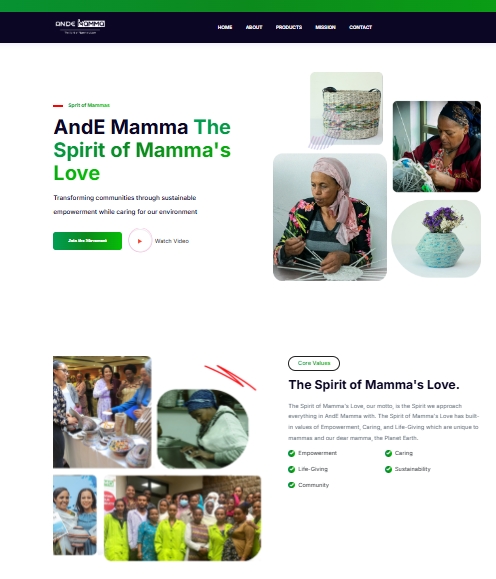 ANDE MAMMA
HOME
ABOUT
PRODUCTS
MISSION
CONTACT
Sprit of Mammas
AndE Mamma The
Spirit of Mamma's
Love
Transforming communities through sustainable
empowerment while caring for our environment
Join the Movement
Watch Video
Core Values
The Spirit of Mamma's Love.
The Spirit of Mamma's Love, our motto, is the Spirit we approach
everything in AndE Mamma with. The Spirit of Mamma's Love has built-
in values of Empowerment, Caring, and Life-Giving which are unique to
mammas and our dear mamma, the Planet Earth.
Empowerment
Caring
Life-Giving
Sustainability
Community